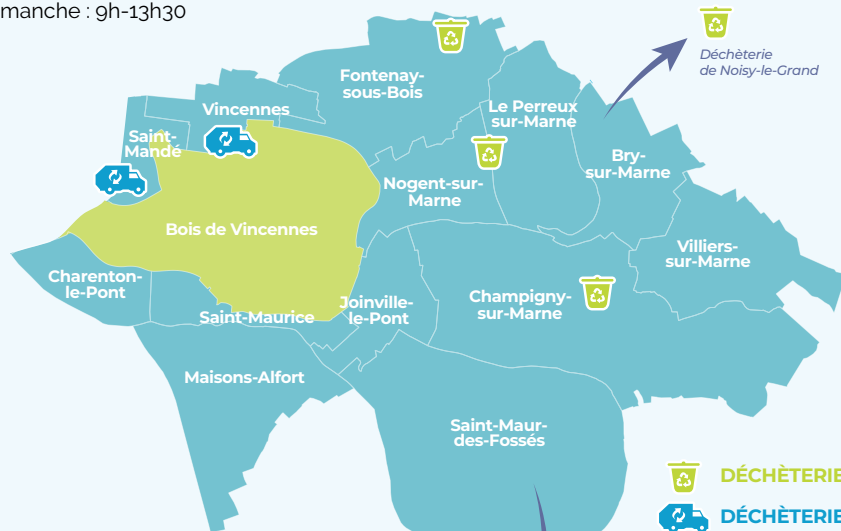 manche : 9h-13h30
Déchèterie
de Noisy-le-Grand
Fontenay-
sous-Bois
Vincennes
Le Perreux
sur-Marne
Saint-
Mandé
Bry-
sur-Marne
Nogent-sur-
Marne
Bois de Vincennes
Villiers-
sur-Marne
Charenton-
le-Pont
Joinville-
le-Pont
Champigny-
sur-Marne
Saint-Maurice
Maisons-Alfort
Saint-Maur-
des-Fossés
DÉCHÈTERIE
DÉCHÈTERIE